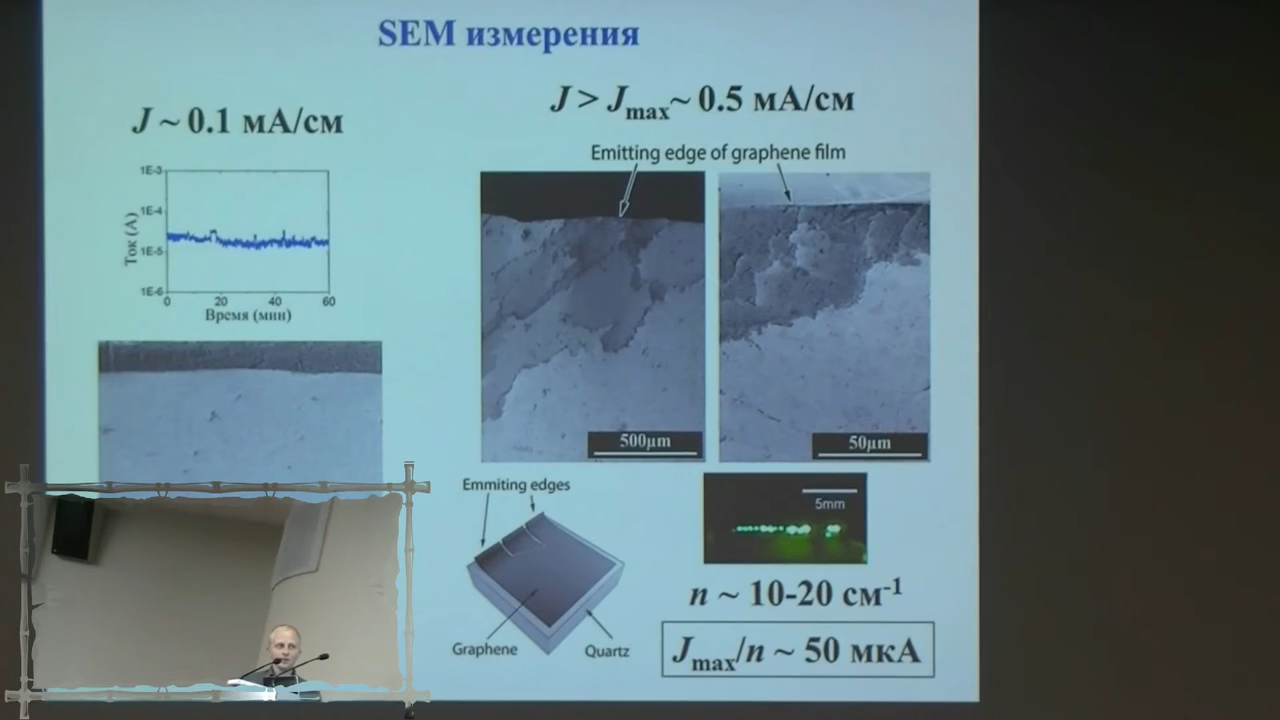 SEM измерения
J ~ 0.1 мА/см
1E-3
1E-4
1E-5
1E-6
Ток (А)
0
20
40
60
Время (мин)
J > Jmax~ 0.5 мА/см
Emitting edge of graphene film
500µm
50µm
Emmiting edges
Graphene
Quartz
5mm
n ~ 10-20 см-1
Jmax/n ~ 50 мкА